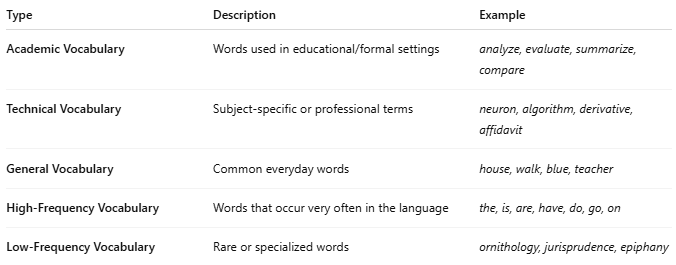 Type Description Example
Academic Vocabulary Words used in educational/formal settings analyze, evaluate, summarize,
compare
Technical Vocabulary Subject-specific or professional terms neuron, algorithm, derivative,
affidavit
General Vocabulary Common everyday words house, walk, blue, teacher
High-Frequency Vocabulary Words that occur very often in the language the, is, are, have, do, go, on
Low-Frequency Vocabulary Rare or specialized words ornithology, jurisprudence, epiphany